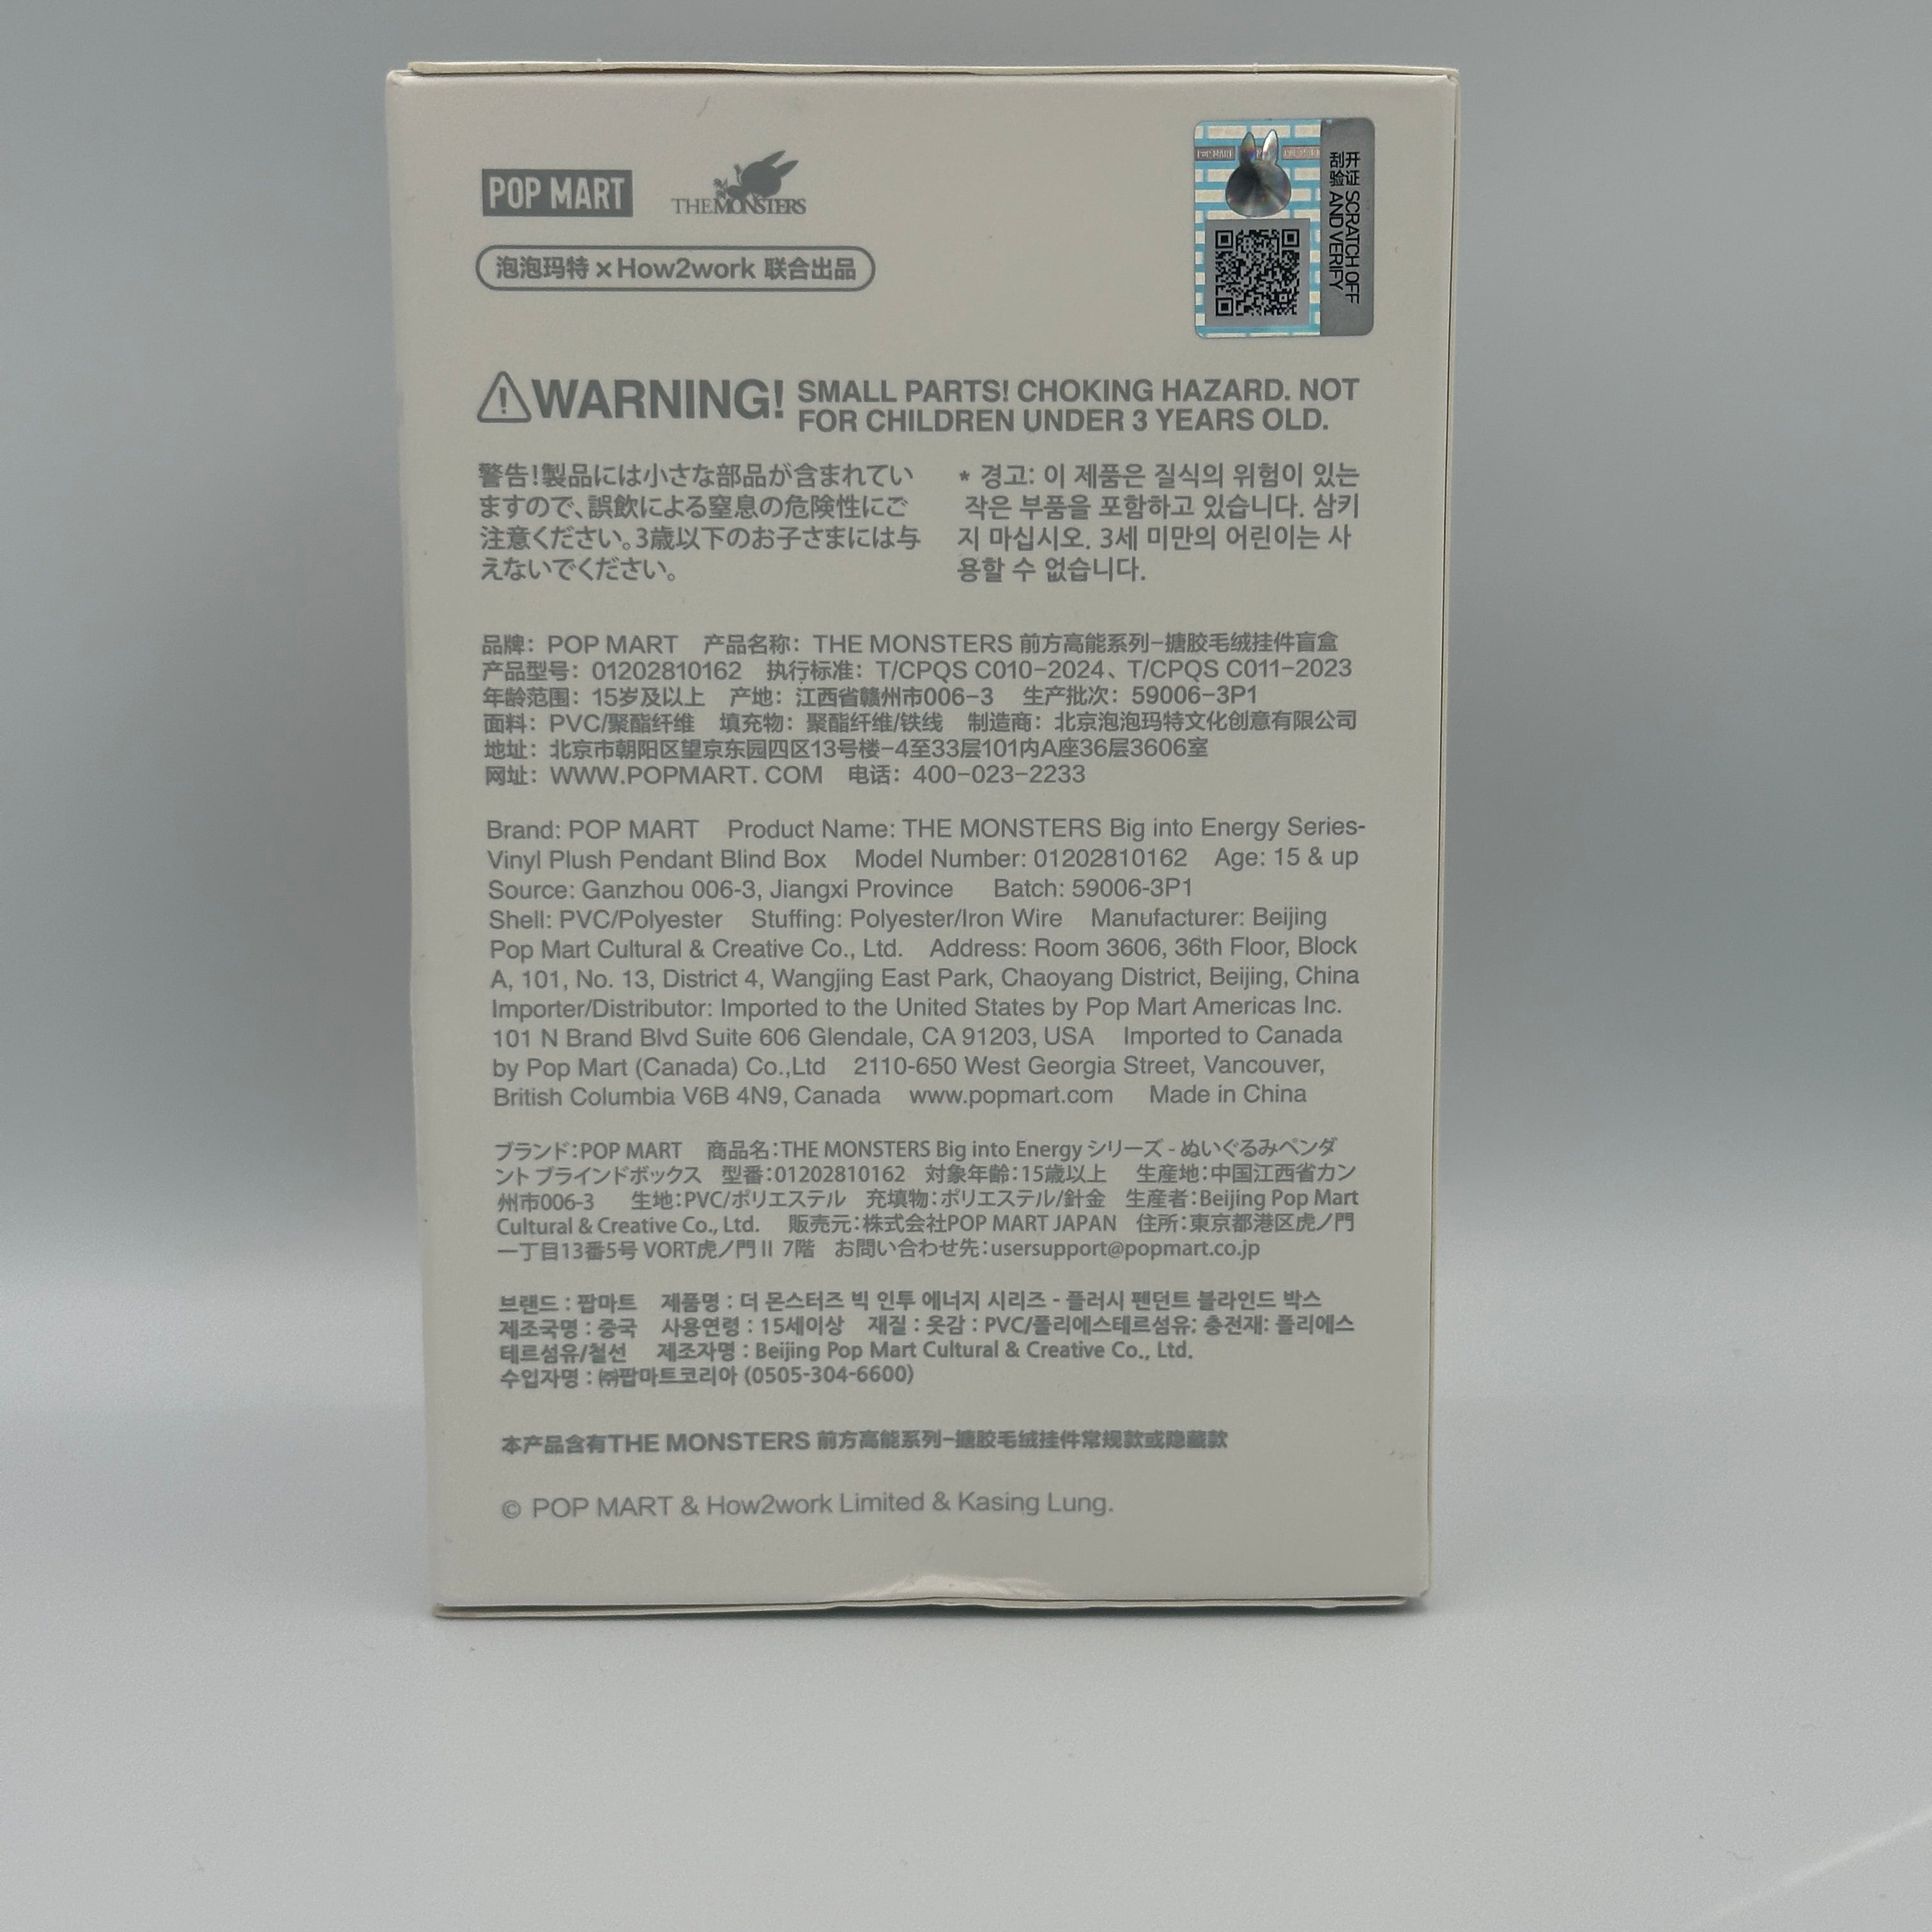 POP MART
THE MONSTERS
泡泡玛特×How2work 联合出品
POP MART
开 证 SCRATCH OFF
刮 验 AND VERIFY
WARNING! SMALL PARTS! CHOKING HAZARD. NOT
FOR CHILDREN UNDER 3 YEARS OLD.
警告!製品には小さな部品が含まれてい
ますので、誤飲による窒息の危険性にご
注意ください。3歳以下のお子さまには与
えないでください。
* 경고: 이 제품은 질식의 위험이 있는
작은 부품을 포함하고 있습니다. 삼키
지 마십시오. 3세 미만의 어린이는 사
용할 수 없습니다.
品牌: POP MART 产品名称: THE MONSTERS 前方高能系列-搪胶毛绒挂件盲盒
产品型号: 01202810162 执行标准: T/CPQS C010-2024、T/CPQS C011-2023
年龄范围: 15岁及以上 产地: 江西省赣州市006-3 生产批次: 59006-3P1
面料: PVC/聚酯纤维 填充物: 聚酯纤维/铁线 制造商: 北京泡泡玛特文化创意有限公司
地址: 北京市朝阳区望京东园四区13号楼-4至33层101内A座36层3606室
网址: WWW.POPMART. COM 电话: 400-023-2233
Brand: POP MART Product Name: THE MONSTERS Big into Energy Series-
Vinyl Plush Pendant Blind Box Model Number: 01202810162 Age: 15 & up
Source: Ganzhou 006-3, Jiangxi Province Batch: 59006-3P1
Shell: PVC/Polyester Stuffing: Polyester/Iron Wire Manufacturer: Beijing
Pop Mart Cultural & Creative Co., Ltd. Address: Room 3606, 36th Floor, Block
A, 101, No. 13, District 4, Wangjing East Park, Chaoyang District, Beijing, China
Importer/Distributor: Imported to the United States by Pop Mart Americas Inc.
101 N Brand Blvd Suite 606 Glendale, CA 91203, USA Imported to Canada
by Pop Mart (Canada) Co.,Ltd 2110-650 West Georgia Street, Vancouver,
British Columbia V6B 4N9, Canada www.popmart.com Made in China
ブランド:POP MART 商品名:THE MONSTERS Big into Energy シリーズ - ぬいぐるみペンダ
ント ブラインドボックス 型番:01202810162 対象年齢:15歳以上 生産地:中国江西省カン
州市006-3 生地:PVC/ポリエステル 充填物:ポリエステル/針金 生産者:Beijing Pop Mart
Cultural & Creative Co., Ltd. 販売元:株式会社POP MART JAPAN 住所:東京都港区虎ノ門
一丁目13番5号 VORT虎ノ門Ⅱ 7階 お問い合わせ先:usersupport@popmart.co.jp
브랜드 : 팝마트 제품명 : 더 몬스터즈 빅 인투 에너지 시리즈 - 플러시 펜던트 블라인드 박스
제조국명 : 중국 사용연령 : 15세이상 재질 : 옷감 : PVC/폴리에스테르섬유; 충전재: 폴리에스
테르섬유/철선 제조자명 : Beijing Pop Mart Cultural & Creative Co., Ltd.
수입자명 : ㈜팝마트코리아 (0505-304-6600)
本产品含有THE MONSTERS 前方高能系列-搪胶毛绒挂件常规款或隐藏款
© POP MART & How2work Limited & Kasing Lung.